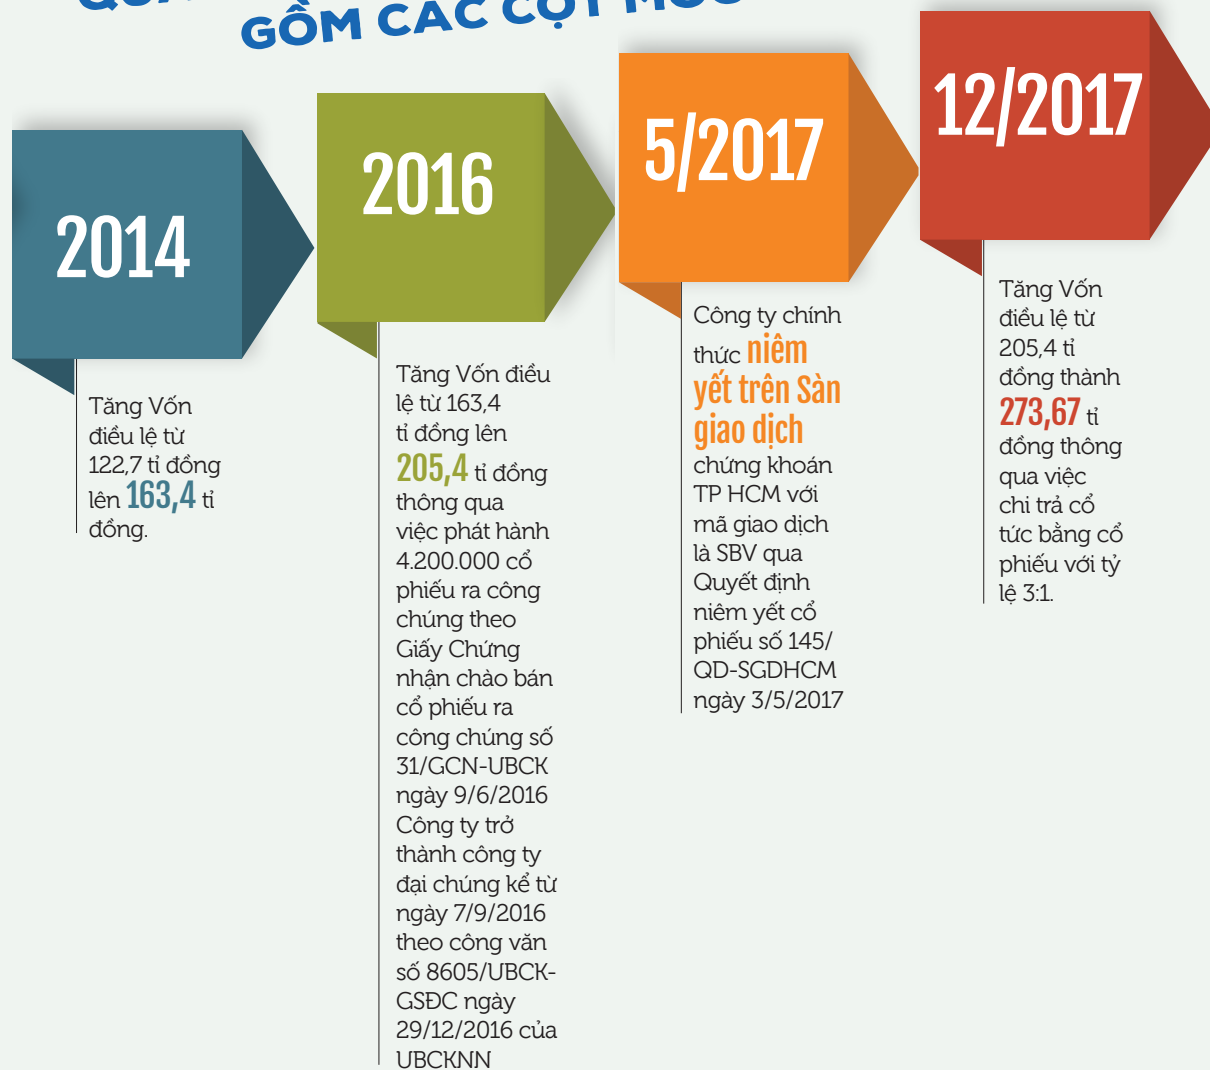 GỒM CÁC CỘT MỐC
2014
Tăng Vốn
điều lệ từ
122,7 tỉ đồng
lên 163,4 tỉ
đồng.
2016
Tăng Vốn điều
lệ từ 163,4
tỉ đồng lên
205,4 tỉ đồng
thông qua
việc phát hành
4.200.000 cổ
phiếu ra công
chúng theo
Giấy Chứng
nhận chào bán
cổ phiếu ra
công chúng số
31/GCN-UBCK
ngày 9/6/2016
Công ty trở
thành công ty
đại chúng kể từ
ngày 7/9/2016
theo công văn
số 8605/UBCK-
GSĐC ngày
29/12/2016 của
UBCKNN
5/2017
Công ty chính
thức niêm
yết trên Sàn
giao dịch
chứng khoán
TP HCM với
mã giao dịch
là SBV qua
Quyết định
niêm yết cổ
phiếu số 145/
QD-SGDHCM
ngày 3/5/2017
12/2017
Tăng Vốn
điều lệ từ
205,4 tỉ
đồng thành
273,67 tỉ
đồng thông
qua việc
chi trả cổ
tức bằng cổ
phiếu với tỷ
lệ 3:1.